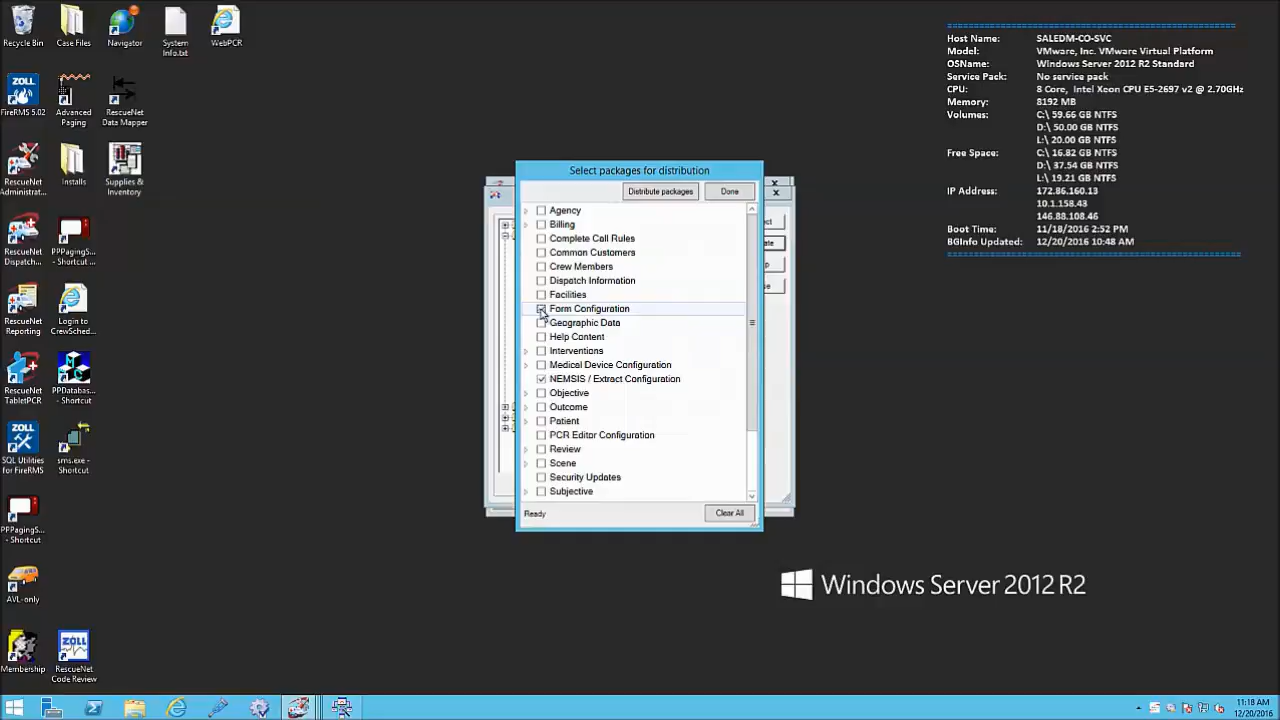 Recycle Bin
Case Files
Navigator
System
Info.txt
WebPCR
ZOLL
FireRMS 5.02
Advanced
Paging
RescueNet
Data Mapper
RescueNet
Administrat...
Installs
Supplies &
Inventory
RescueNet
Dispatch...
PPPagingS...
- Shortcut
RescueNet
Reporting
Login to
CrewSched...
RescueNet
TabletPCR
PPDatabas...
- Shortcut
ZOLL
SQL Utilities
for FireRMS
sms.exe -
Shortcut
PPPagingS...
- Shortcut
AVL-only
Membership
ZOLL
RescueNet
Code Review
Host Name: SALEDM-CO-SVC
Model: VMware, Inc. VMware Virtual Platform
OSName: Windows Server 2012 R2 Standard
Service Pack: No service pack
CPU: 8 Core, Intel Xeon CPU E5-2697 v2 @ 2.70GHz
Memory: 8192 MB
Volumes: C:\ 59.66 GB NTFS
D:\ 50.00 GB NTFS
L:\ 20.00 GB NTFS
Free Space: C:\ 16.82 GB NTFS
D:\ 37.54 GB NTFS
L:\ 19.21 GB NTFS
IP Address: 172.86.160.13
10.1.158.43
146.88.108.46
Boot Time: 11/18/2016 2:52 PM
BGInfo Updated: 12/20/2016 10:48 AM
Select packages for distribution
Distribute packages Done
Agency
Billing
Complete Call Rules
Common Customers
Crew Members
Dispatch Information
Facilities
Form Configuration
Geographic Data
Help Content
Interventions
Medical Device Configuration
NEMSIS / Extract Configuration
Objective
Outcome
Patient
PCR Editor Configuration
Review
Scene
Security Updates
Subjective
Ready Clear All
Windows Server 2012 R2
11:18 AM
12/20/2016